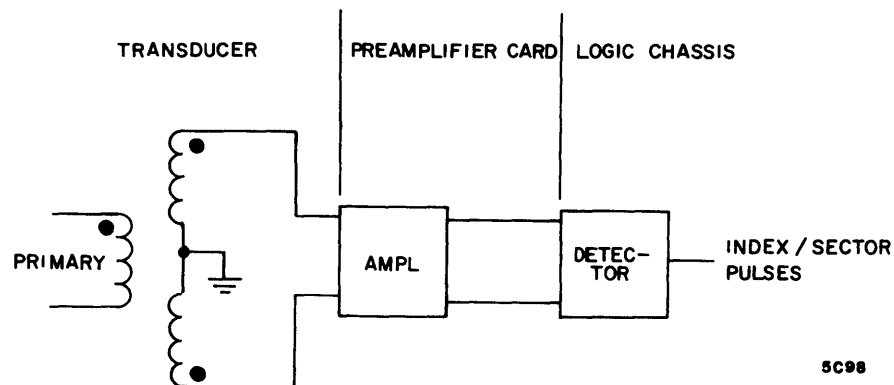 TRANSDUCER
PREAMPLIFIER CARD
LOGIC CHASSIS
PRIMARY
AMPL
DETEC-
TOR
INDEX / SECTOR
PULSES
5C98